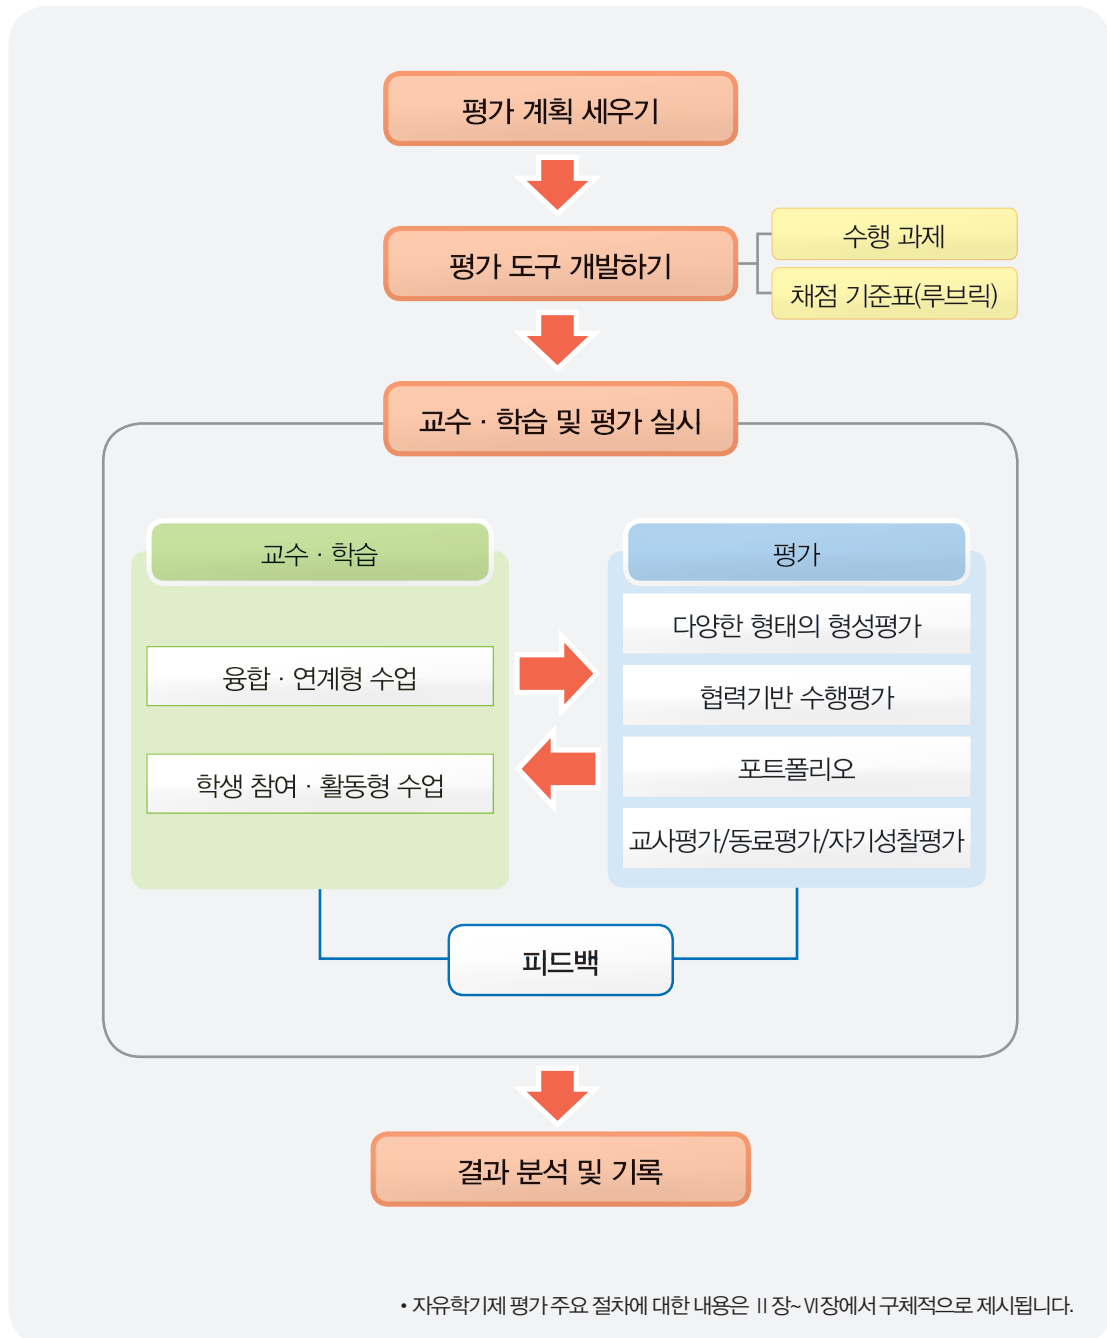 평가 계획 세우기
평가 도구 개발하기
수행 과제
채점 기준표(루브릭)
교수 · 학습 및 평가 실시
교수 · 학습
융합 · 연계형 수업
학생 참여 · 활동형 수업
평가
다양한 형태의 형성평가
협력기반 수행평가
포트폴리오
교사평가/동료평가/자기성찰평가
피드백
결과 분석 및 기록
• 자유학기제 평가 주요 절차에 대한 내용은 Ⅱ장~Ⅵ장에서 구체적으로 제시됩니다.